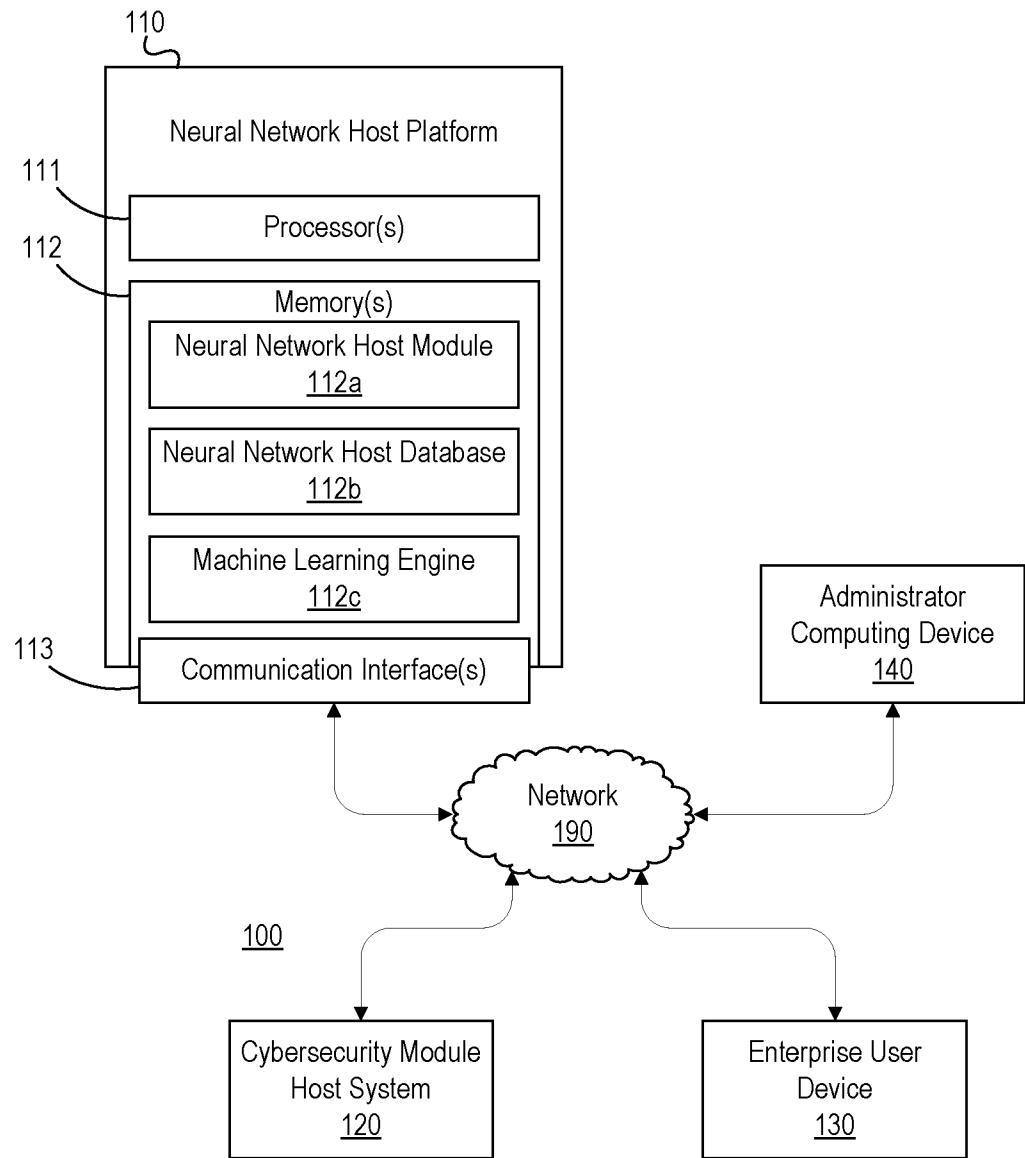 110
Neural Network Host Platform
111
Processor(s)
112
Memory(s)
Neural Network Host Module
112a
Neural Network Host Database
112b
Machine Learning Engine
112c
113
Communication Interface(s)
Administrator
Computing Device
140
Network
190
100
Cybersecurity Module
Host System
120
Enterprise User
Device
130